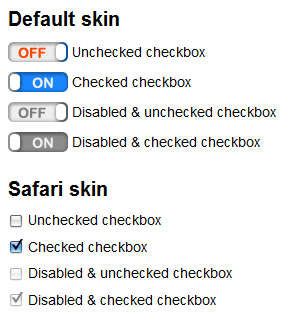 Default skin
OFF Unchecked checkbox
ON Checked checkbox
OFF Disabled & unchecked checkbox
ON Disabled & checked checkbox
Safari skin
Unchecked checkbox
Checked checkbox
Disabled & unchecked checkbox
Disabled & checked checkbox